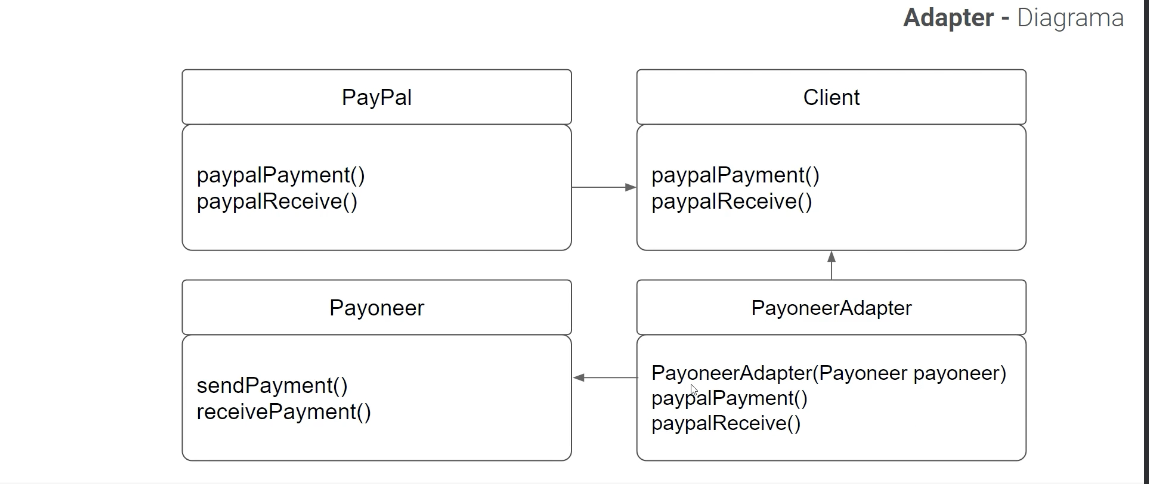 Adapter - Diagrama
PayPal
paypalPayment()
paypalReceive()
Client
paypalPayment()
paypalReceive()
Payoneer
sendPayment()
receivePayment()
PayoneerAdapter
PayoneerAdapter(Payoneer payoneer)
paypalPayment()
paypalReceive()